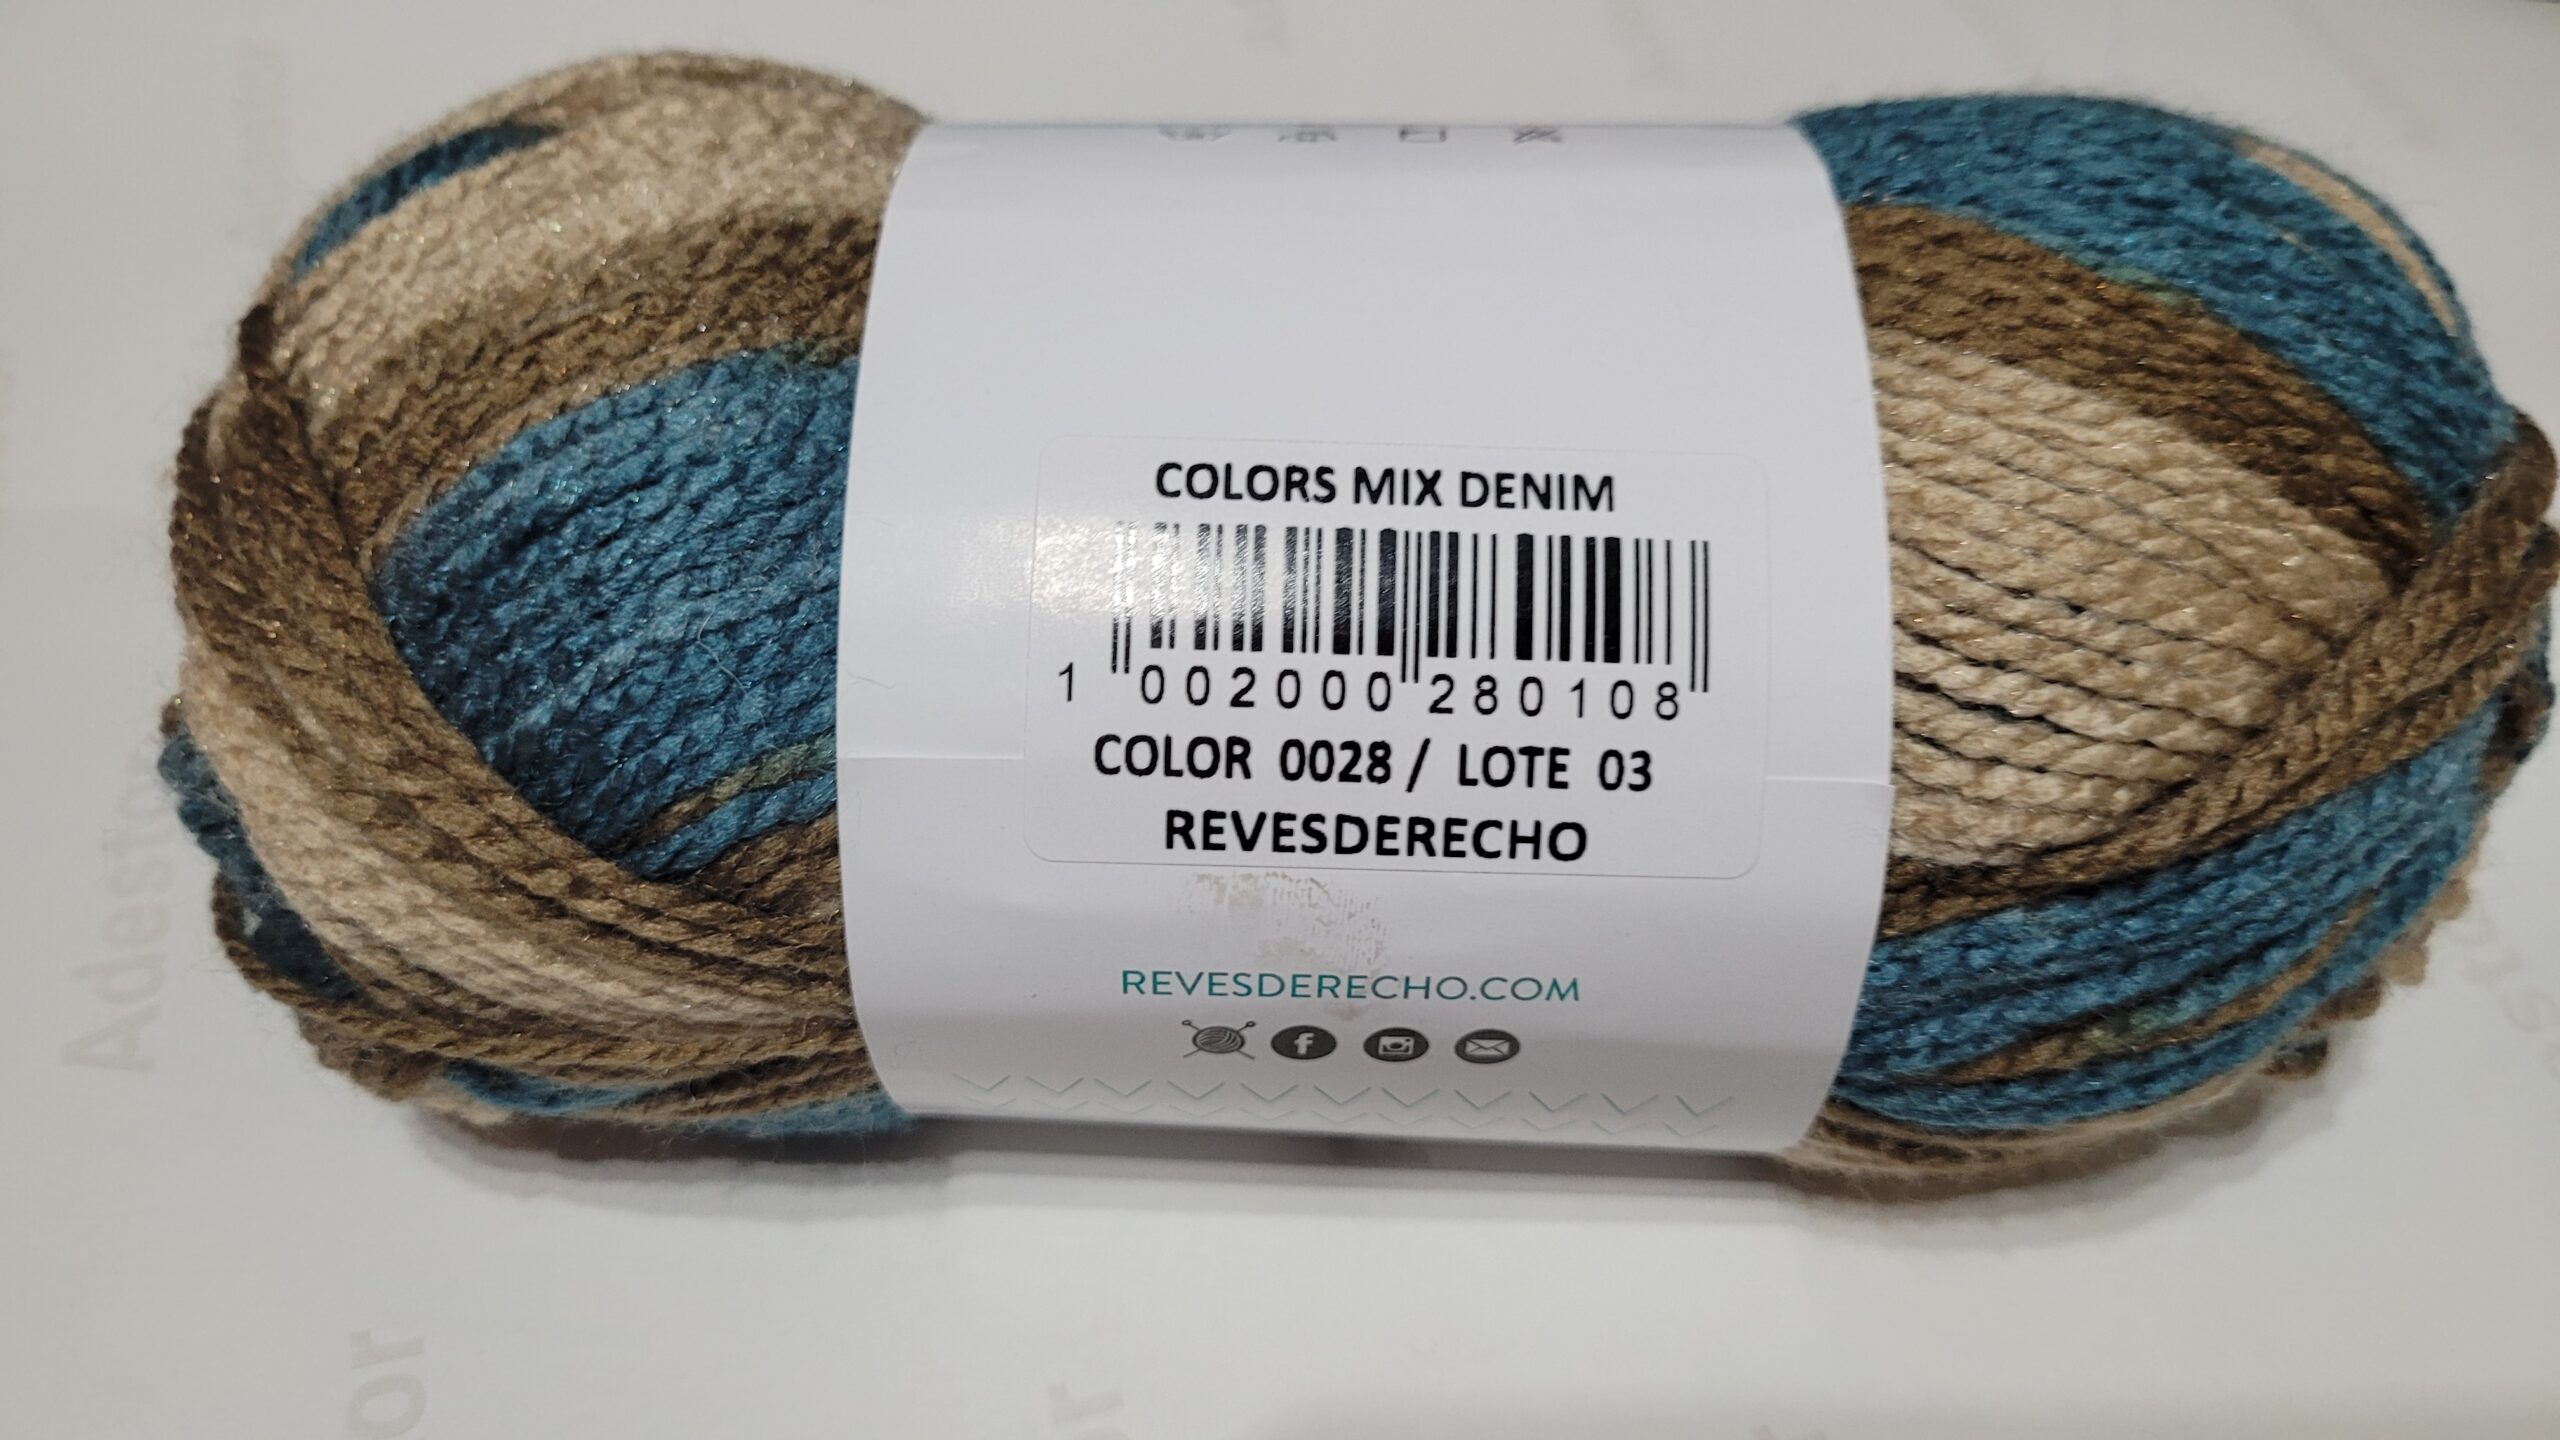 COLORS MIX DENIM
1 002000 280108
COLOR 0028 / LOTE 03
REVESDERECHO
REVESDERECHO.COM